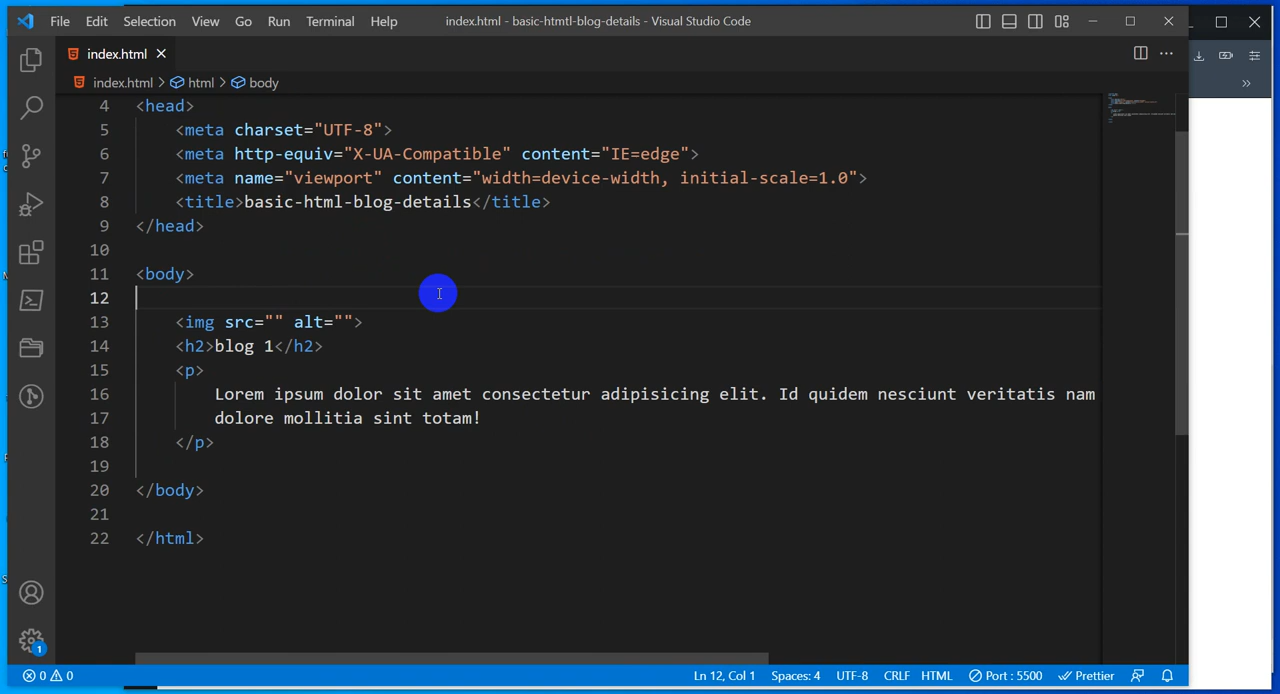 File Edit Selection View Go Run Terminal Help index.html - basic-htmtl-blog-details - Visual Studio Code
index.html
index.html > html > body
4 <head>
5 <meta charset="UTF-8">
6 <meta http-equiv="X-UA-Compatible" content="IE=edge">
7 <meta name="viewport" content="width=device-width, initial-scale=1.0">
8 <title>basic-html-blog-details</title>
9 </head>
10
11 <body>
12
13 <img src="" alt="">
14 <h2>blog 1</h2>
15 <p>
16 Lorem ipsum dolor sit amet consectetur adipisicing elit. Id quidem nesciunt veritatis nam
17 dolore mollitia sint totam!
18 </p>
19
20 </body>
21
22 </html>
1
0 0 Ln 12, Col 1 Spaces: 4 UTF-8 CRLF HTML Port : 5500 Prettier